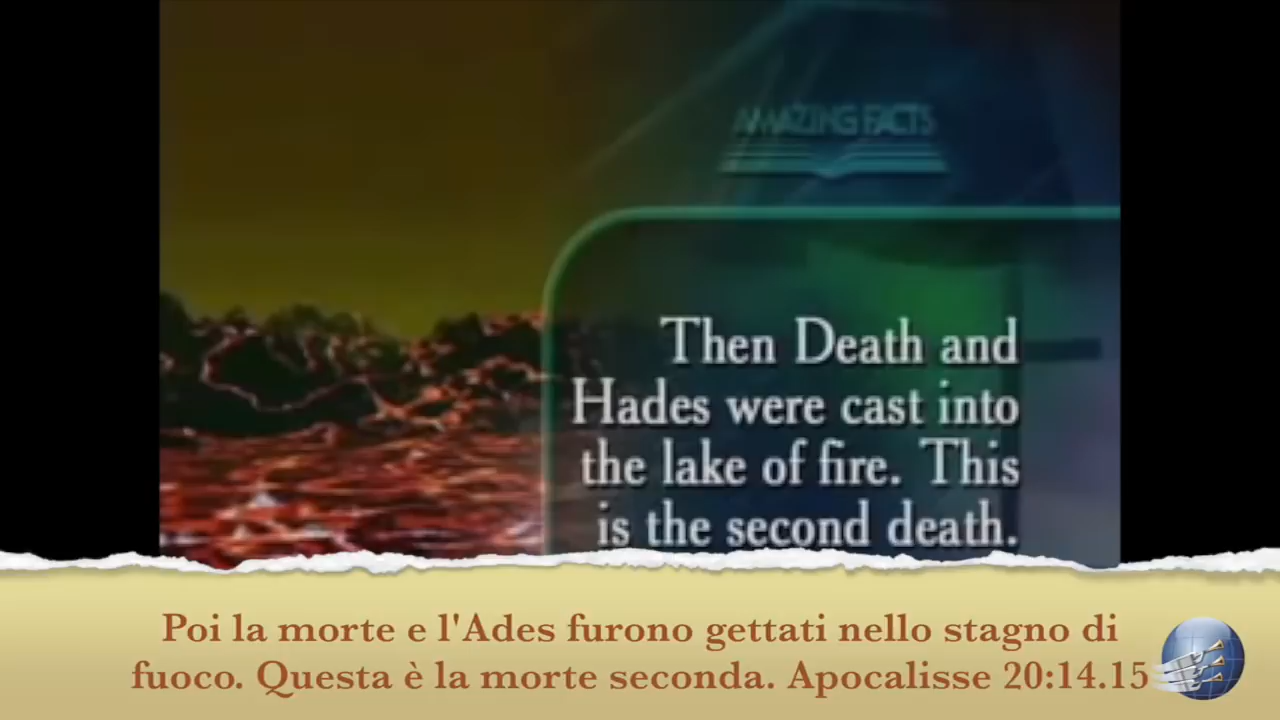 AMAZING FACTS
Then Death and
Hades were cast into
the lake of fire. This
is the second death.
Poi la morte e l'Ades furono gettati nello stagno di
fuoco. Questa è la morte seconda. Apocalisse 20:14.15